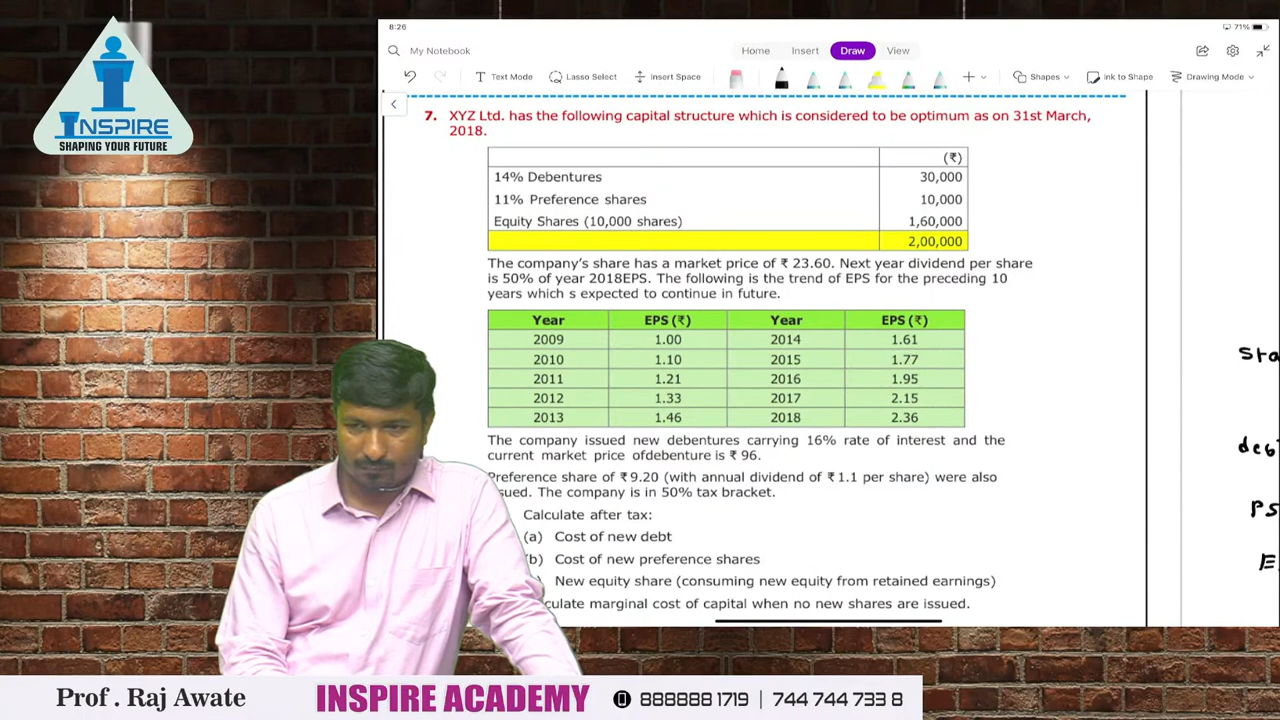 8:26
71%
INSPIRE
SHAPING YOUR FUTURE
My Notebook
Home Insert Draw View
Text Mode Lasso Select Insert Space Shapes Ink to Shape Drawing Mode
7. XYZ Ltd. has the following capital structure which is considered to be optimum as on 31st March,
2018.
(₹)
14% Debentures 30,000
11% Preference shares 10,000
Equity Shares (10,000 shares) 1,60,000
2,00,000
The company's share has a market price of ₹ 23.60. Next year dividend per share
is 50% of year 2018EPS. The following is the trend of EPS for the preceding 10
years which s expected to continue in future.
Year EPS (₹) Year EPS (₹)
2009 1.00 2014 1.61
2010 1.10 2015 1.77
2011 1.21 2016 1.95
2012 1.33 2017 2.15
2013 1.46 2018 2.36
The company issued new debentures carrying 16% rate of interest and the
current market price ofdebenture is ₹ 96.
Preference share of ₹ 9.20 (with annual dividend of ₹ 1.1 per share) were also
sued. The company is in 50% tax bracket.
Calculate after tax:
(a) Cost of new debt
(b) Cost of new preference shares
) New equity share (consuming new equity from retained earnings)
culate marginal cost of capital when no new shares are issued.
Prof . Raj Awate
INSPIRE ACADEMY
888888 1719 | 744 744 733 8